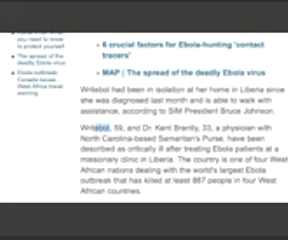 you need to know
to protect yourself
The spread of the
deadly Ebola virus
Ebola outbreak:
Canada issues
West Africa travel
warning
6 crucial factors for Ebola-hunting 'contact
tracers'
MAP | The spread of the deadly Ebola virus
Writebol had been in isolation at her home in Liberia since
she was diagnosed last month and is able to walk with
assistance, according to SIM President Bruce Johnson.
Writebol, 59, and Dr. Kent Brently, 33, a physician with
North Carolina-based Samaritan's Purse, have been
described as critically ill after treating Ebola patients at a
missionary clinic in Liberia. The country is one of four West
African nations dealing with the world's largest Ebola
outbreak that has killed at least 887 people in four West
African countries.